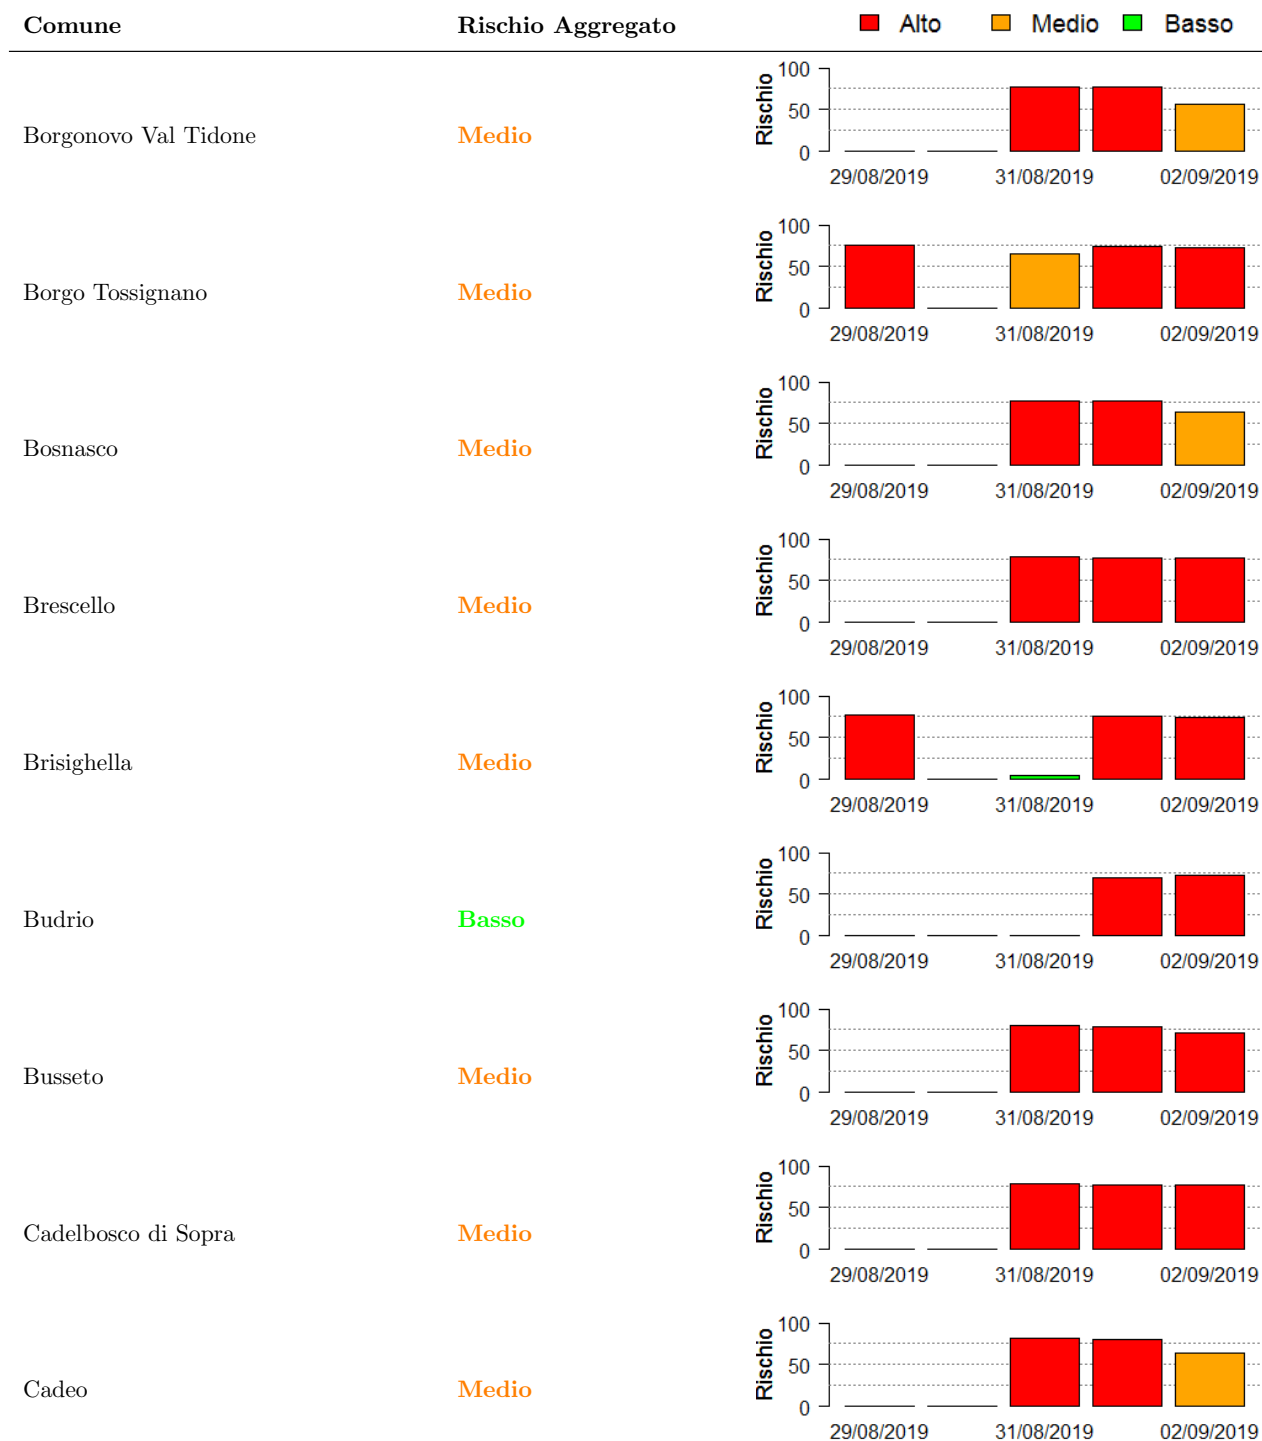 Comune Rischio Aggregato Alto Medio Basso
Borgonovo Val Tidone Medio
Rischio
100
50
0
29/08/2019 31/08/2019 02/09/2019
Borgo Tossignano Medio
Rischio
100
50
0
29/08/2019 31/08/2019 02/09/2019
Bosnasco Medio
Rischio
100
50
0
29/08/2019 31/08/2019 02/09/2019
Brescello Medio
Rischio
100
50
0
29/08/2019 31/08/2019 02/09/2019
Brisighella Medio
Rischio
100
50
0
29/08/2019 31/08/2019 02/09/2019
Budrio Basso
Rischio
100
50
0
29/08/2019 31/08/2019 02/09/2019
Busseto Medio
Rischio
100
50
0
29/08/2019 31/08/2019 02/09/2019
Cadelbosco di Sopra Medio
Rischio
100
50
0
29/08/2019 31/08/2019 02/09/2019
Cadeo Medio
Rischio
100
50
0
29/08/2019 31/08/2019 02/09/2019